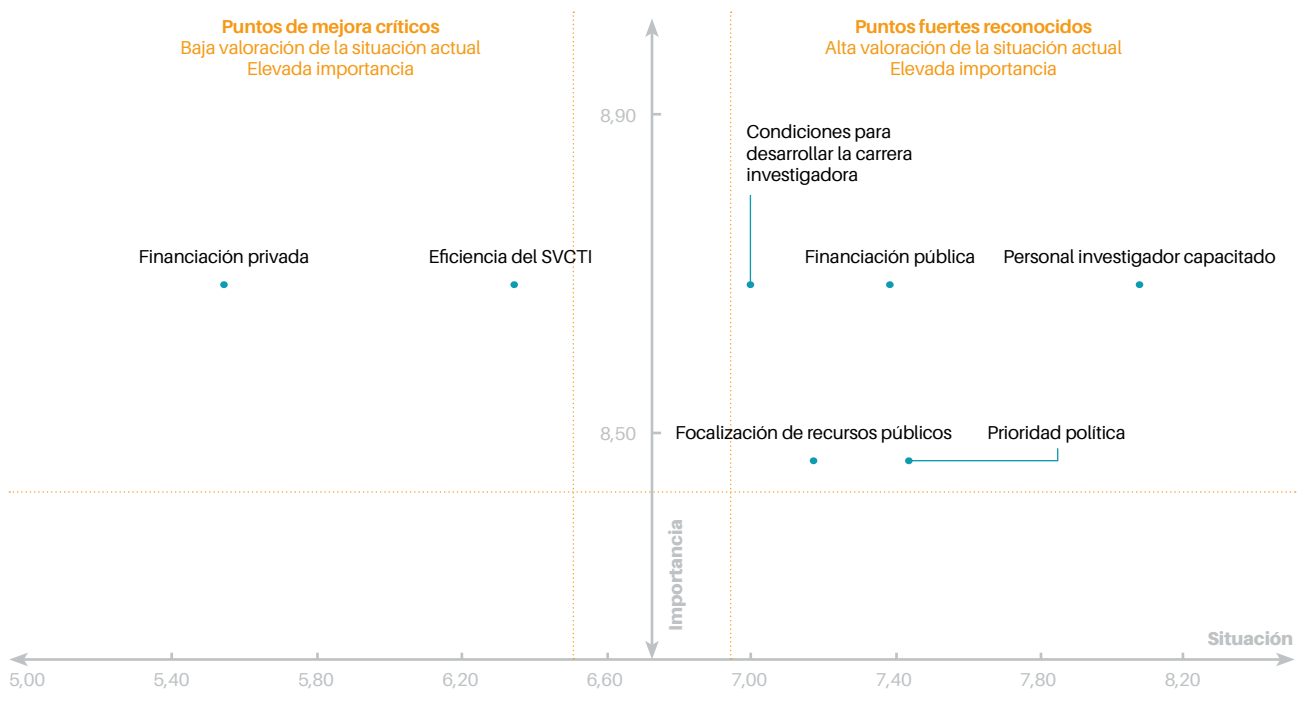 Puntos de mejora críticos
Baja valoración de la situación actual
Elevada importancia
Puntos fuertes reconocidos
Alta valoración de la situación actual
Elevada importancia
8,90
Condiciones para
desarrollar la carrera
investigadora
Financiación privada
Eficiencia del SVCTI
Financiación pública
Personal investigador capacitado
8,50
Focalización de recursos públicos
Prioridad política
Importancia
Situación
5,00
5,40
5,80
6,20
6,60
7,00
7,40
7,80
8,20